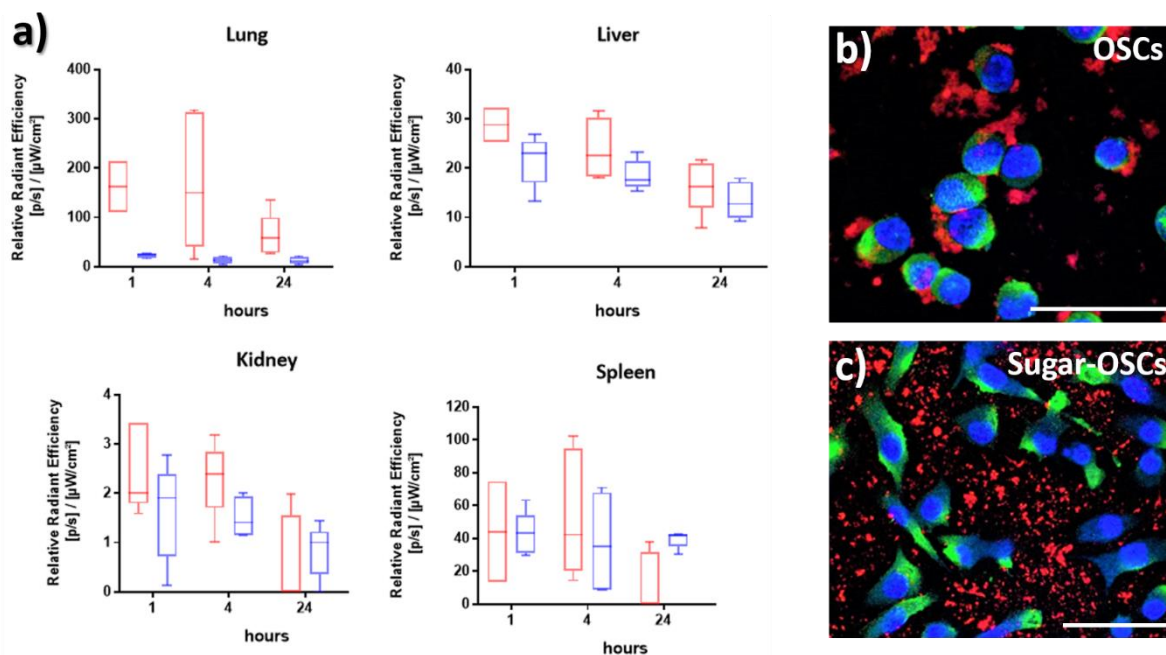 a)
Lung
Relative Radiant Efficiency
[p/s] / [µW/cm²]
400
300
200
100
0
1
4
24
hours
Liver
Relative Radiant Efficiency
[p/s] / [µW/cm²]
40
30
20
10
0
1
4
24
hours
Kidney
Relative Radiant Efficiency
[p/s] / [µW/cm²]
4
3
2
1
0
1
4
24
hours
Spleen
Relative Radiant Efficiency
[p/s] / [µW/cm²]
120
100
80
60
40
20
0
1
4
24
hours
b)
OSCs
c)
Sugar-OSCs